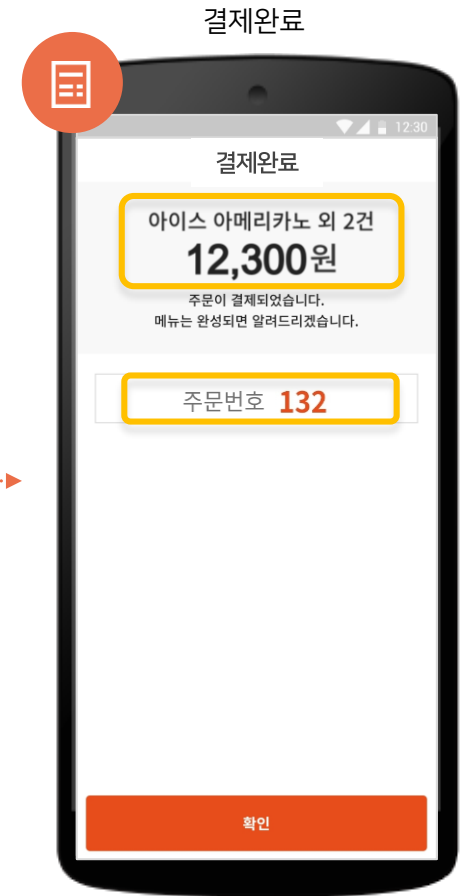 결제완료
12:30
결제완료
아이스 아메리카노 외 2건
12,300원
주문이 결제되었습니다.
메뉴는 완성되면 알려드리겠습니다.
주문번호 132
확인